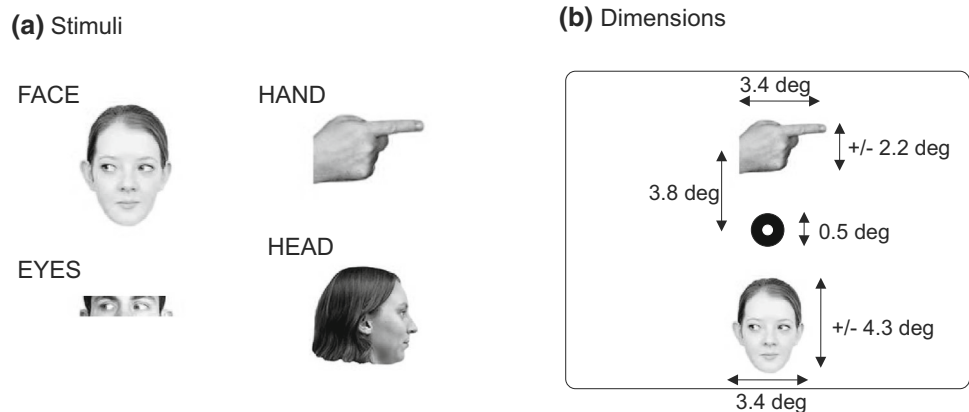 (a) Stimuli
FACE
HAND
EYES
HEAD
(b) Dimensions
3.4 deg
+/- 2.2 deg
3.8 deg
0.5 deg
+/- 4.3 deg
3.4 deg